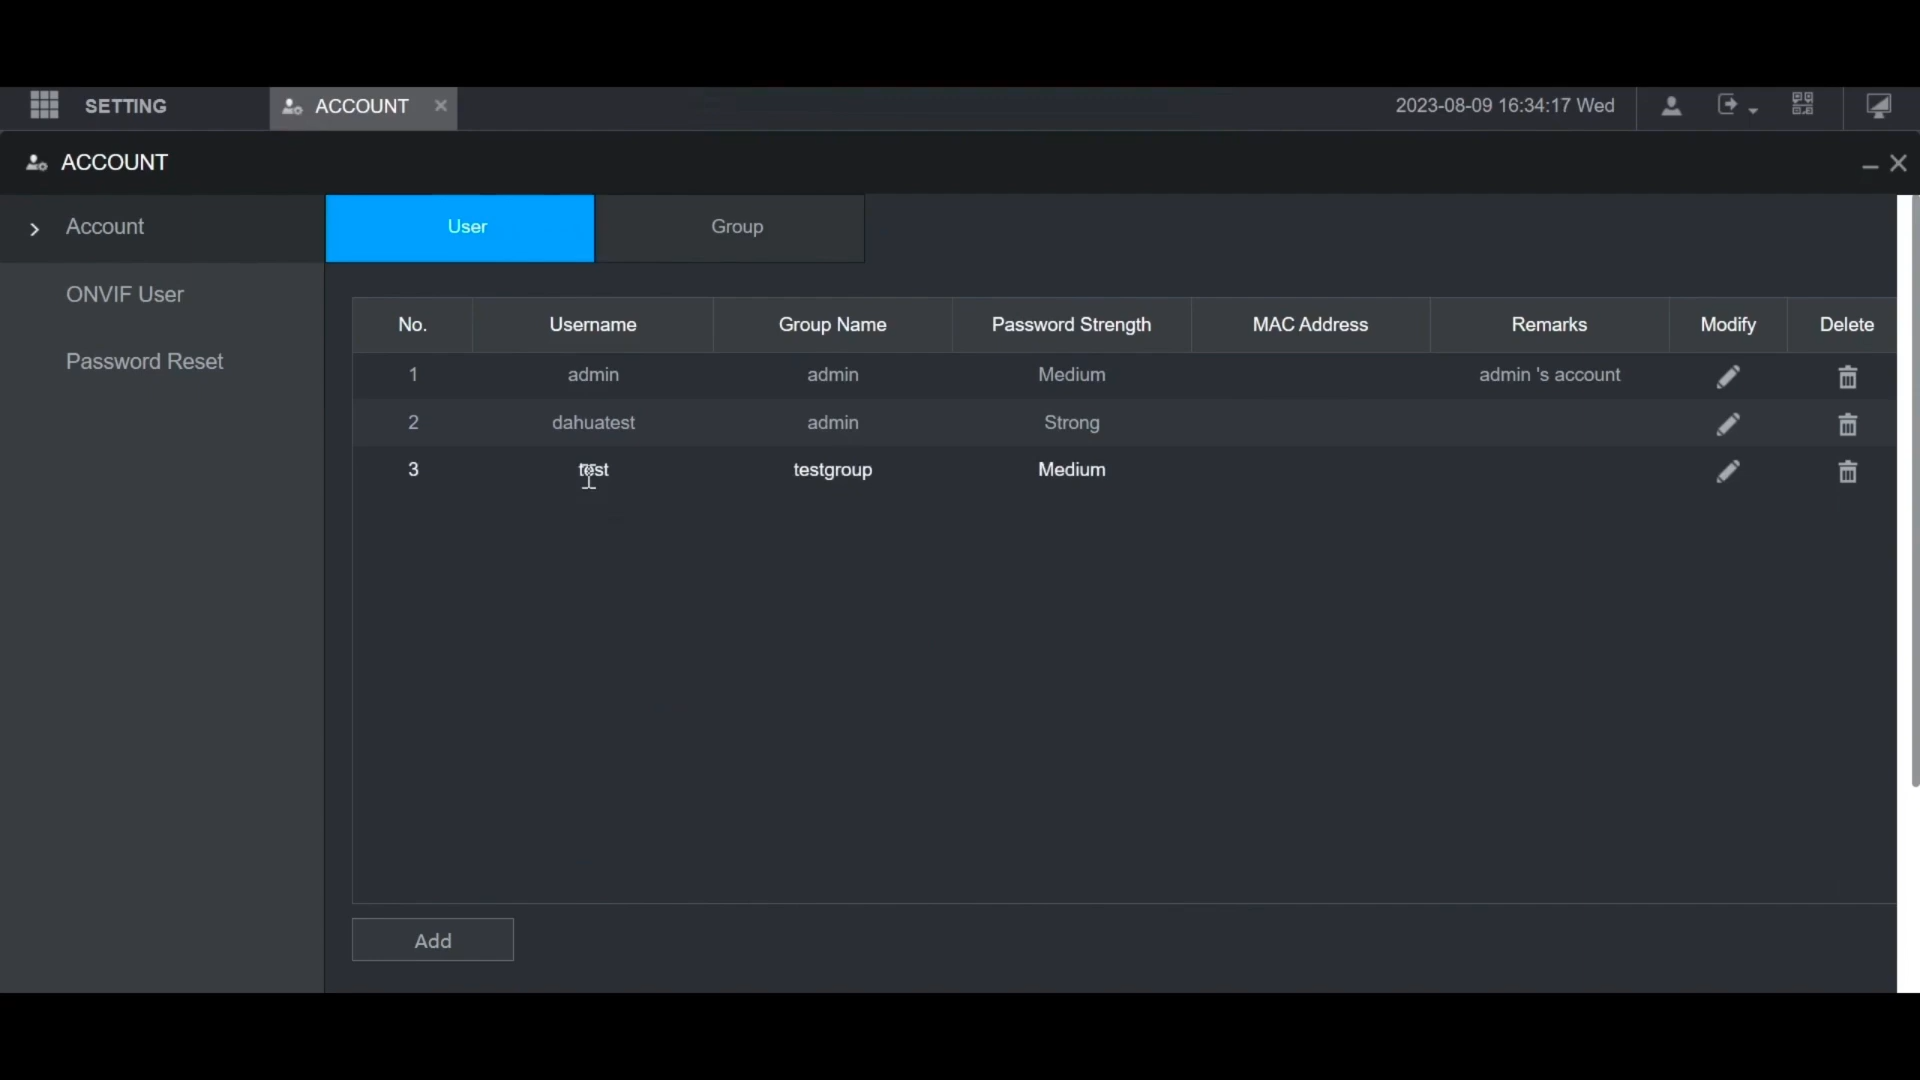 SETTING ACCOUNT 2023-08-09 16:34:17 Wed
ACCOUNT
Account User Group
ONVIF User
Password Reset
No. Username Group Name Password Strength MAC Address Remarks Modify Delete
1 admin admin Medium admin 's account
2 dahuatest admin Strong
3 test testgroup Medium
Add